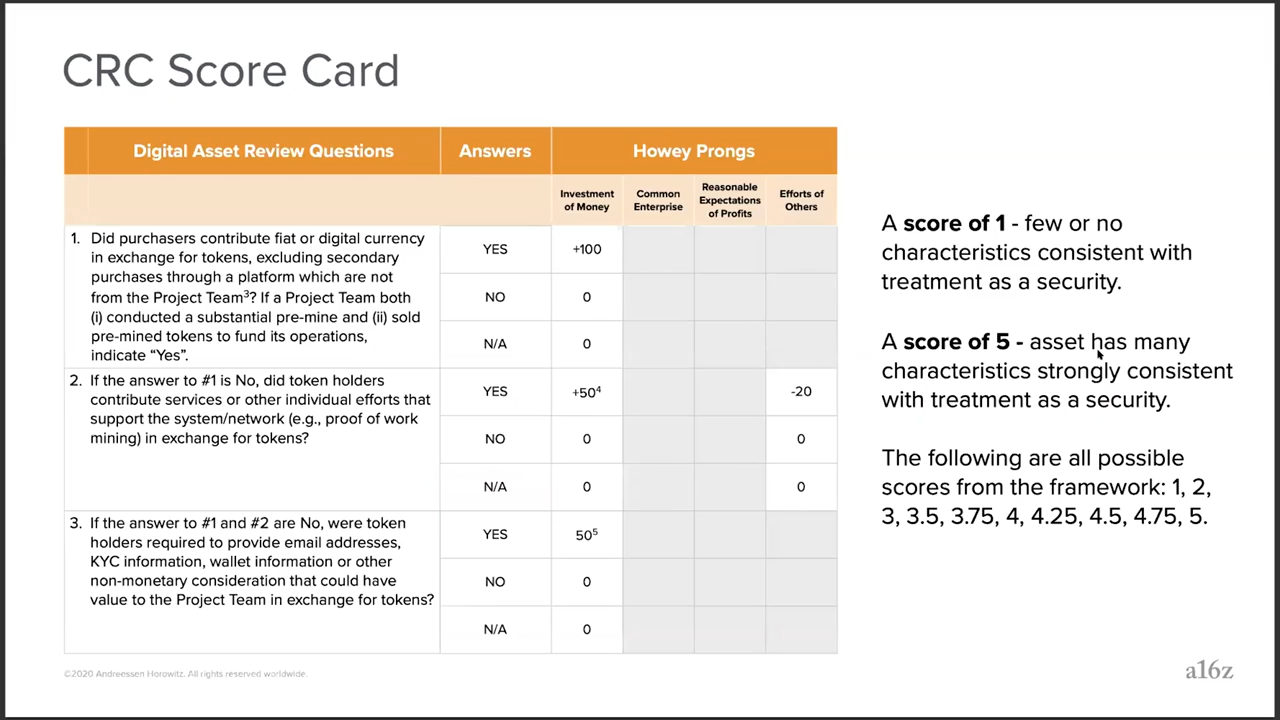 CRC Score Card
Digital Asset Review Questions
Answers
Howey Prongs
Investment
of Money
Common
Enterprise
Reasonable
Expectations
of Profits
Efforts of
Others
1. Did purchasers contribute fiat or digital currency
in exchange for tokens, excluding secondary
purchases through a platform which are not
from the Project Team³? If a Project Team both
(i) conducted a substantial pre-mine and (ii) sold
pre-mined tokens to fund its operations,
indicate “Yes”.
YES
+100
NO
0
N/A
0
2. If the answer to #1 is No, did token holders
contribute services or other individual efforts that
support the system/network (e.g., proof of work
mining) in exchange for tokens?
YES
+50⁴
-20
NO
0
0
N/A
0
0
3. If the answer to #1 and #2 are No, were token
holders required to provide email addresses,
KYC information, wallet information or other
non-monetary consideration that could have
value to the Project Team in exchange for tokens?
YES
50⁵
NO
0
N/A
0
A score of 1 - few or no
characteristics consistent with
treatment as a security.
A score of 5 - asset has many
characteristics strongly consistent
with treatment as a security.
The following are all possible
scores from the framework: 1, 2,
3, 3.5, 3.75, 4, 4.25, 4.5, 4.75, 5.
©2020 Andreessen Horowitz. All rights reserved worldwide.
a16z